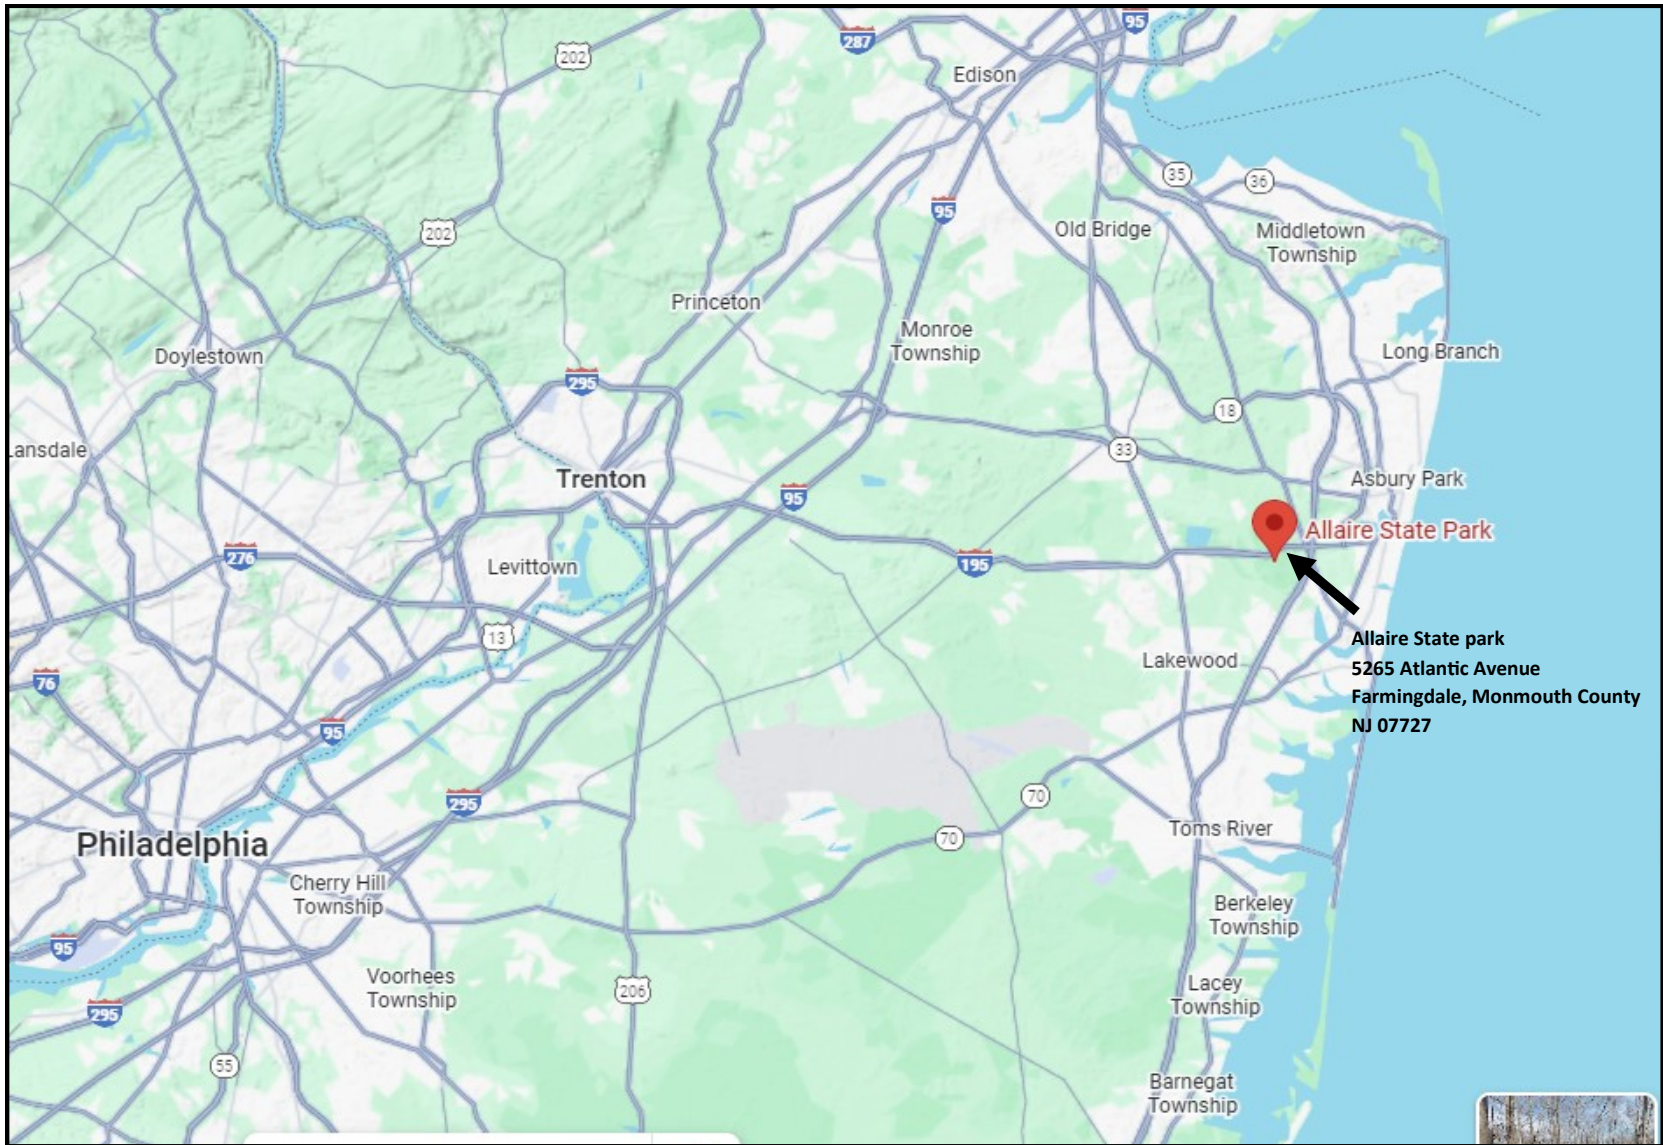 95
287
202
Edison
35
36
95
202
Old Bridge
Middletown
Township
Princeton
Monroe
Township
Long Branch
Doylestown
295
18
33
Lansdale
Trenton
Asbury Park
95
Allaire State Park
276
195
Levittown
13
Allaire State park
5265 Atlantic Avenue
Farmingdale, Monmouth County
NJ 07727
Lakewood
76
95
70
295
Toms River
70
Philadelphia
Cherry Hill
Township
Berkeley
Township
95
Voorhees
Township
206
Lacey
Township
295
55
Barnegat
Township